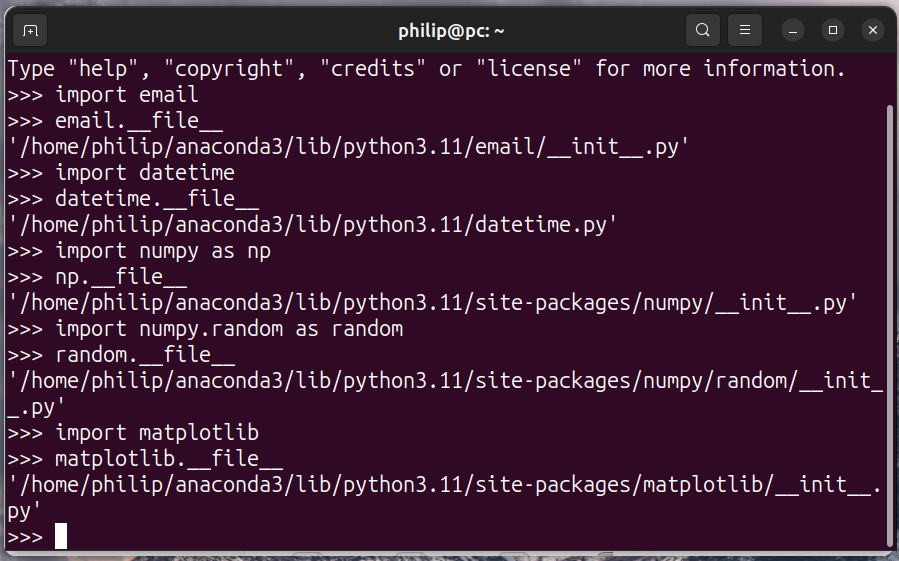 philip@pc: ~
Type "help", "copyright", "credits" or "license" for more information.
>>> import email
>>> email.__file__
'/home/philip/anaconda3/lib/python3.11/email/__init__.py'
>>> import datetime
>>> datetime.__file__
'/home/philip/anaconda3/lib/python3.11/datetime.py'
>>> import numpy as np
>>> np.__file__
'/home/philip/anaconda3/lib/python3.11/site-packages/numpy/__init__.py'
>>> import numpy.random as random
>>> random.__file__
'/home/philip/anaconda3/lib/python3.11/site-packages/numpy/random/__init_
_.py'
>>> import matplotlib
>>> matplotlib.__file__
'/home/philip/anaconda3/lib/python3.11/site-packages/matplotlib/__init__.
py'
>>>